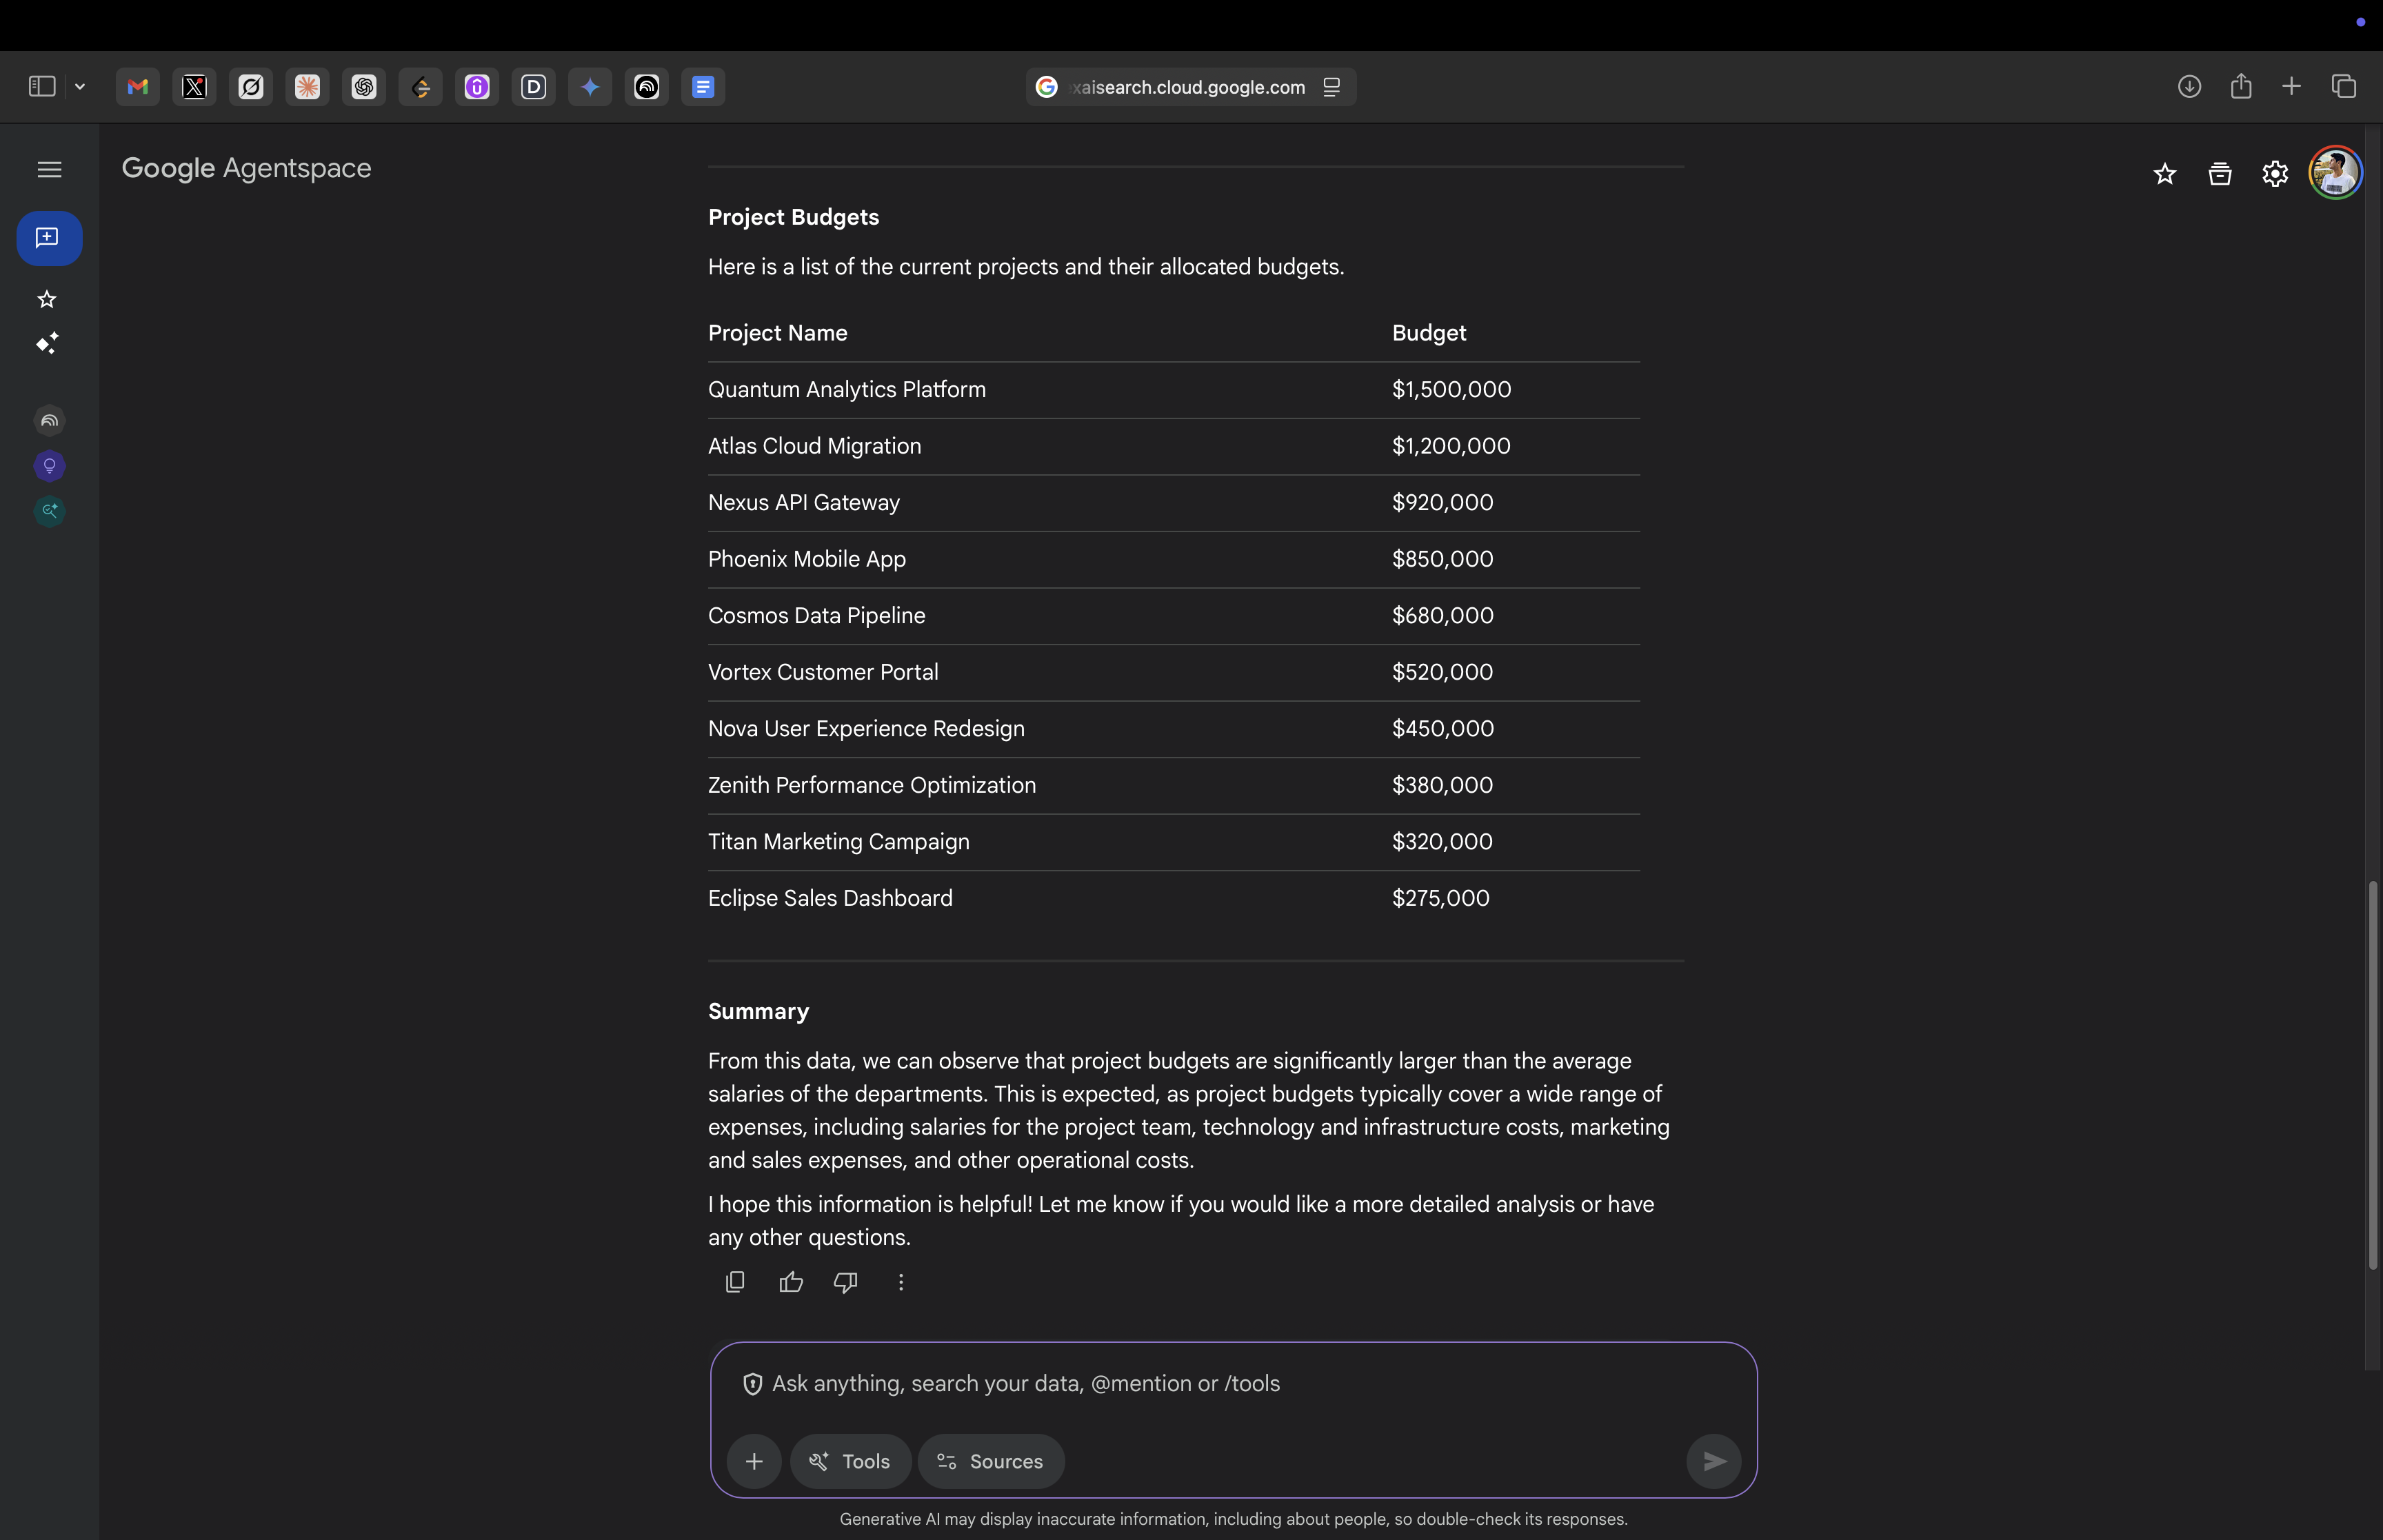 xaisearch.cloud.google.com
Google Agentspace
Project Budgets
Here is a list of the current projects and their allocated budgets.
Project Name Budget
Quantum Analytics Platform $1,500,000
Atlas Cloud Migration $1,200,000
Nexus API Gateway $920,000
Phoenix Mobile App $850,000
Cosmos Data Pipeline $680,000
Vortex Customer Portal $520,000
Nova User Experience Redesign $450,000
Zenith Performance Optimization $380,000
Titan Marketing Campaign $320,000
Eclipse Sales Dashboard $275,000
Summary
From this data, we can observe that project budgets are significantly larger than the average
salaries of the departments. This is expected, as project budgets typically cover a wide range of
expenses, including salaries for the project team, technology and infrastructure costs, marketing
and sales expenses, and other operational costs.
I hope this information is helpful! Let me know if you would like a more detailed analysis or have
any other questions.
Ask anything, search your data, @mention or /tools
Tools Sources
Generative AI may display inaccurate information, including about people, so double-check its responses.